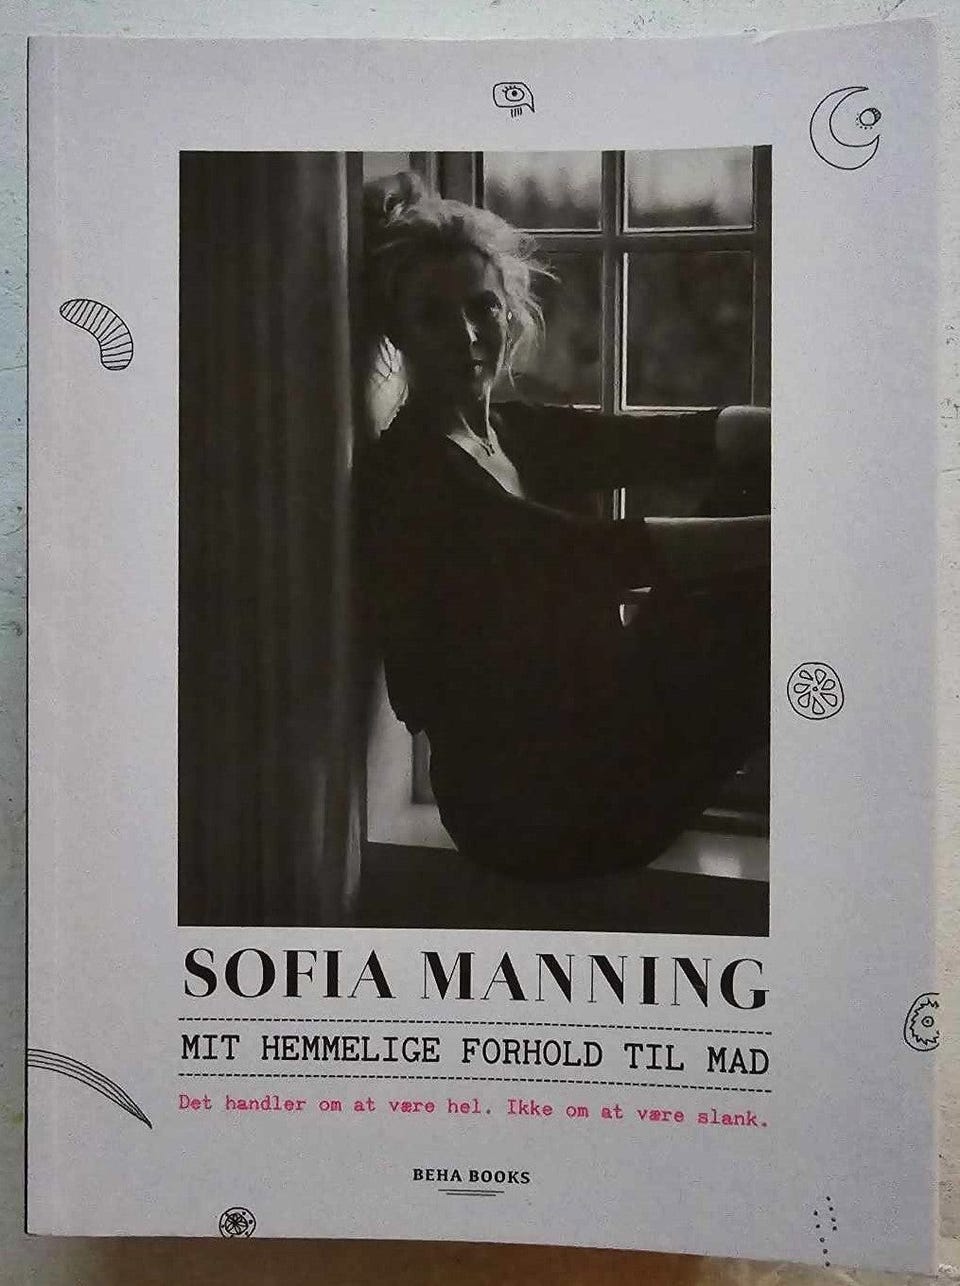 SOFIA MANNING
MIT HEMMELIGE FORHOLD TIL MAD
Det handler om at være hel. Ikke om at være slank.
BEHA BOOKS